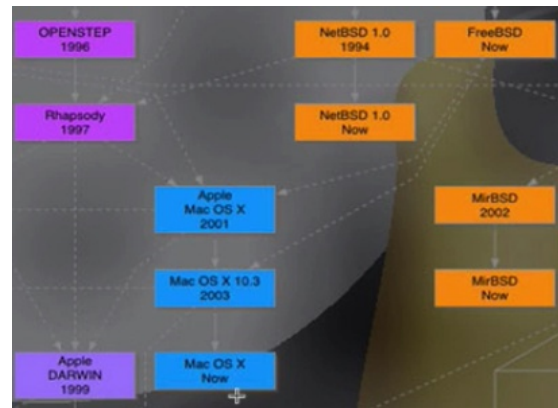 OPENSTEP
1996
NetBSD 1.0
1994
FreeBSD
Now
Rhapsody
1997
NetBSD 1.0
Now
Apple
Mac OS X
2001
MirBSD
2002
Mac OS X 10.3
2003
MirBSD
Now
Apple
DARWIN
1999
Mac OS X
Now